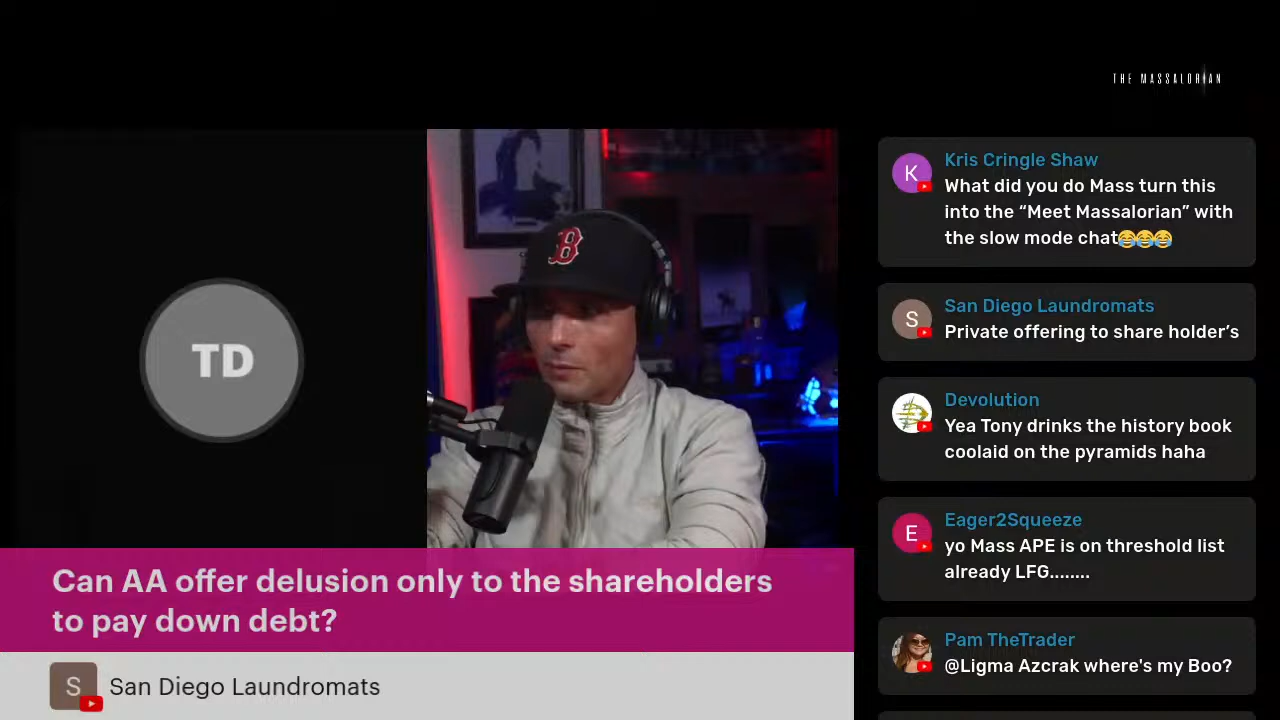 THE MASSALORIAN
Kris Cringle Shaw
K
What did you do Mass turn this
into the “Meet Massalorian” with
the slow mode chat😂😂😂
San Diego Laundromats
S
Private offering to share holder’s
Devolution
Yea Tony drinks the history book
coolaid on the pyramids haha
Eager2Squeeze
E
yo Mass APE is on threshold list
already LFG........
Pam TheTrader
@Ligma Azcrak where's my Boo?
TD
B
Can AA offer delusion only to the shareholders
to pay down debt?
S
San Diego Laundromats